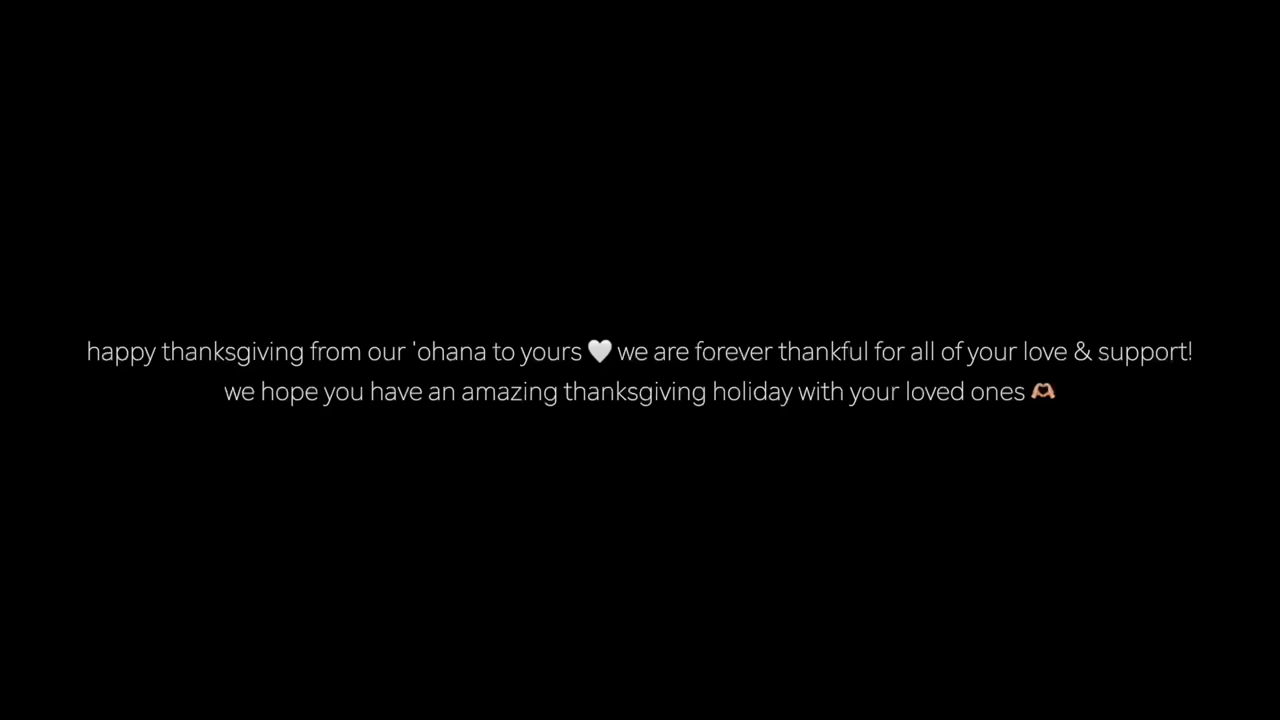 happy thanksgiving from our 'ohana to yours 🤍 we are forever thankful for all of your love & support!
we hope you have an amazing thanksgiving holiday with your loved ones 🫶🏼